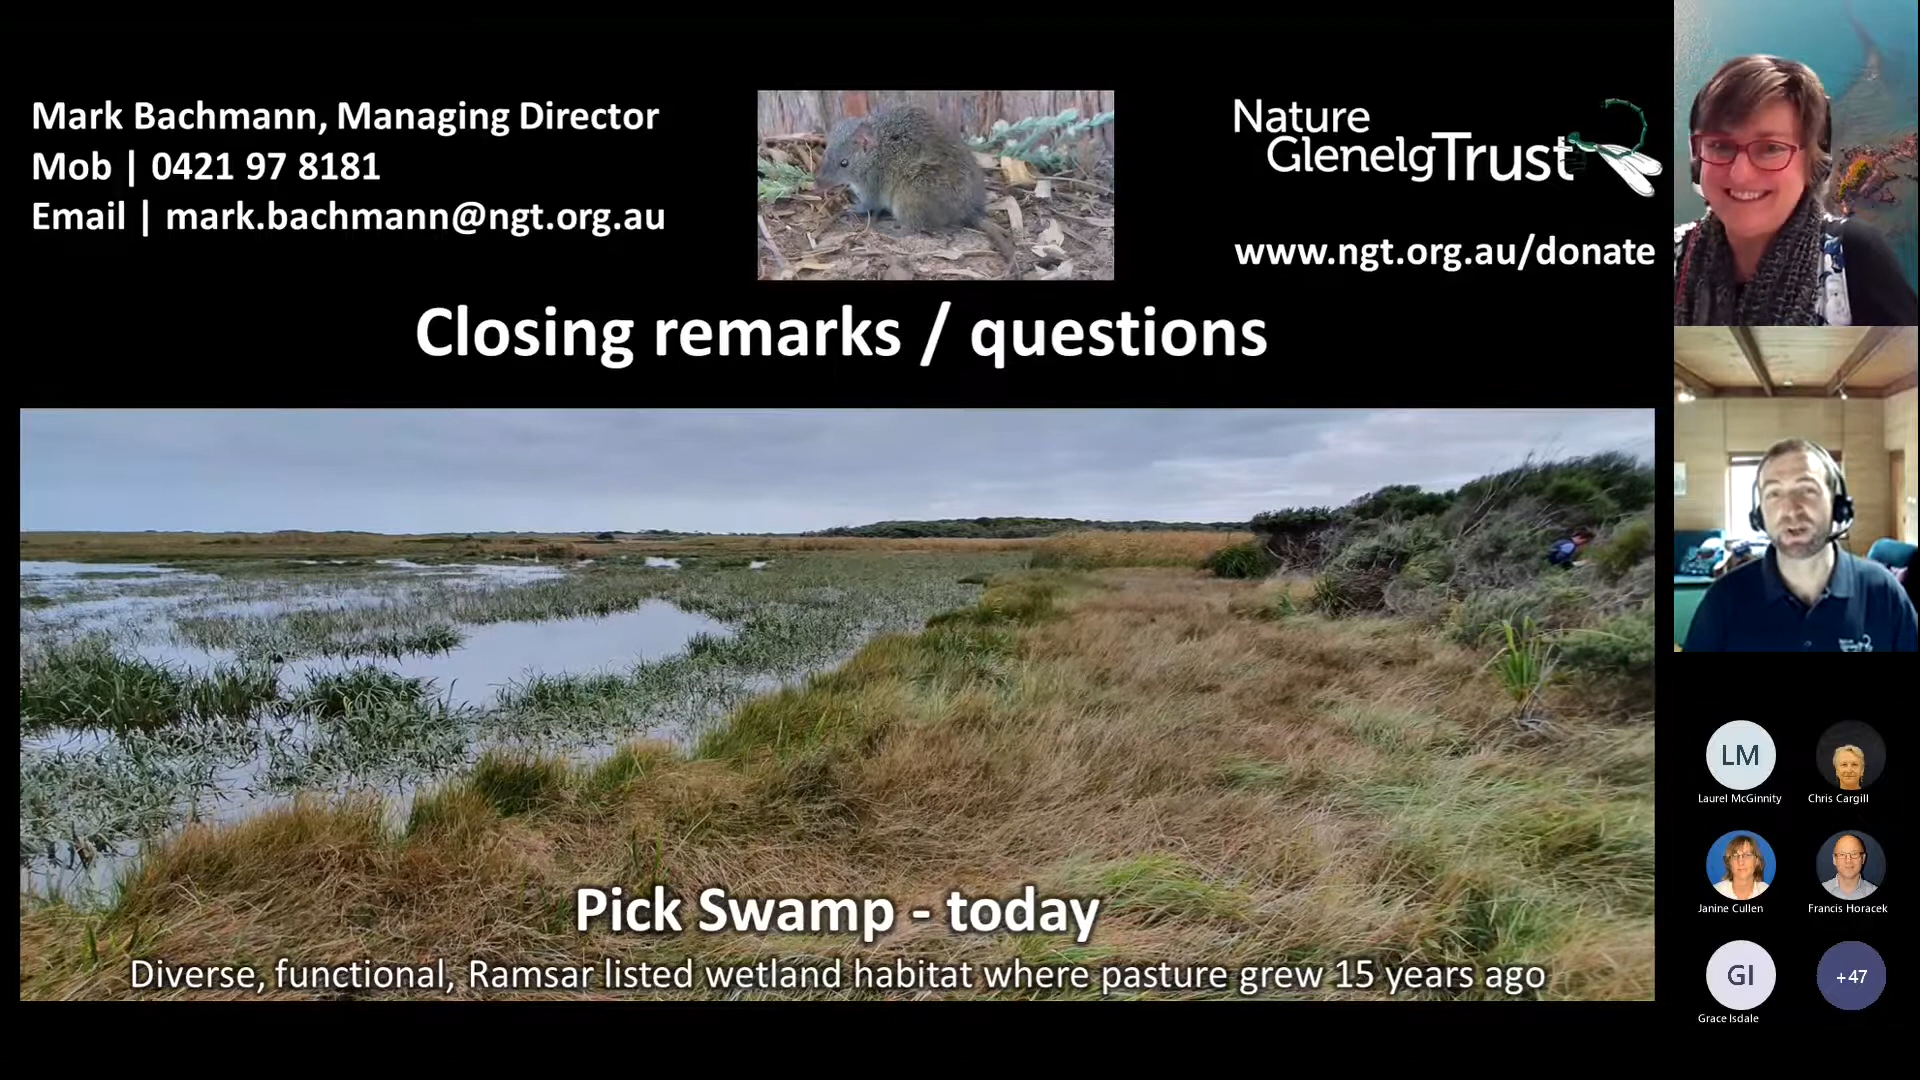 Mark Bachmann, Managing Director
Mob | 0421 97 8181
Email | mark.bachmann@ngt.org.au
Nature
GlenelgTrust
www.ngt.org.au/donate
Closing remarks / questions
Pick Swamp - today
Diverse, functional, Ramsar listed wetland habitat where pasture grew 15 years ago
LM
Laurel McGinnity
Chris Cargill
Janine Cullen
Francis Horacek
GI
Grace Isdale
+47